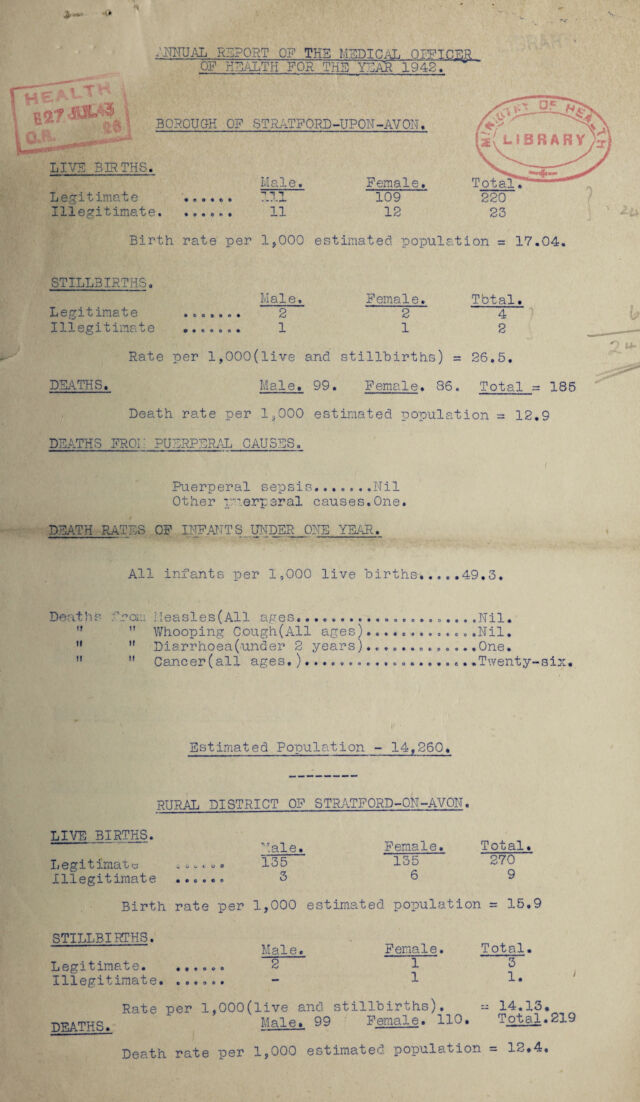 ANNUAL REPORT OF THE MEDICAL OFFICER
OF HEALTH FOR THE YEAR 1942.
HEALTH
27 JUL 43
O.R. 26
MINISTRY OF HEALTH
LIBRARY
BOROUGH OF STRATFORD-UPON-AVON.
LIVE BIRTHS.
Male. Female. Total.
Legitimate ...... 111 109 220
Illegitimate. ...... 11 12 23
Birth rate per 1,000 estimated population = 17.04.
STILLBIRTHS.
Male. Female. Tbtal.
Legitimate ....... 2 2 4
Illegitimate ....... 1 1 2
6
Rate per 1,000(live and stillbirths) = 26.5.
DEATHS. Male. 99. Female. 86. Total = 185
Death rate per 1,000 estimated population = 12.9
DEATHS FROM PUERPERAL CAUSES.
Puerperal sepsis.......Nil
Other puerperal causes.One.
DEATH RATES OF INFANTS UNDER ONE YEAR.
All infants per 1,000 live births.....49.3.
Deaths from Measles(All ages.....................Nil.
" " Whooping Cough(All ages).............Nil.
" " Diarrhoea(under 2 years).............One.
" " Cancer(all ages.)....................Twenty-six.
Estimated Population - 14,260.
---------
RURAL DISTRICT OF STRATFORD-ON-AVON.
LIVE BIRTHS.
Male. Female. Total.
Legitimate ...... 135 135 270
Illegitimate ...... 3 6 9
Birth rate per 1,000 estimated population = 15.9
STILLBIRTHS.
Male. Female. Total.
Legitimate. ...... 2 1 3
Illegitimate. ...... - 1 1.
Rate per 1,000(live and stillbirths). = 14.13.
DEATHS. Male. 99 Female. 110. Total.219
Death rate per 1,000 estimated population = 12.4.